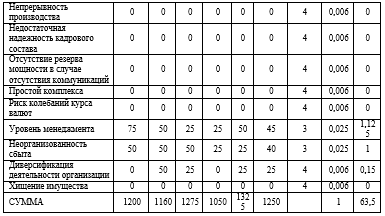 Непрерывность производства 0 0 0 0 0 0 4 0,006 0
Недостаточная надежность кадрового состава 0 0 0 0 0 0 4 0,006 0
Отсутствие резерва мощности в случае отсутствия коммуникаций 0 0 0 0 0 0 4 0,006 0
Простой комплекса 0 0 0 0 0 0 4 0,006 0
Риск колебаний курса валют 0 0 0 0 0 0 4 0,006 0
Уровень менеджмента 75 50 25 25 50 45 3 0,025 1,125
Неорганизованность сбыта 50 50 50 25 25 40 3 0,025 1
Диверсификация деятельности организации 0 50 25 0 25 25 4 0,006 0,15
Хищение имущества 0 0 0 0 0 0 4 0,006 0
СУММА 1200 1160 1275 1050 1325 1250 1 63,5